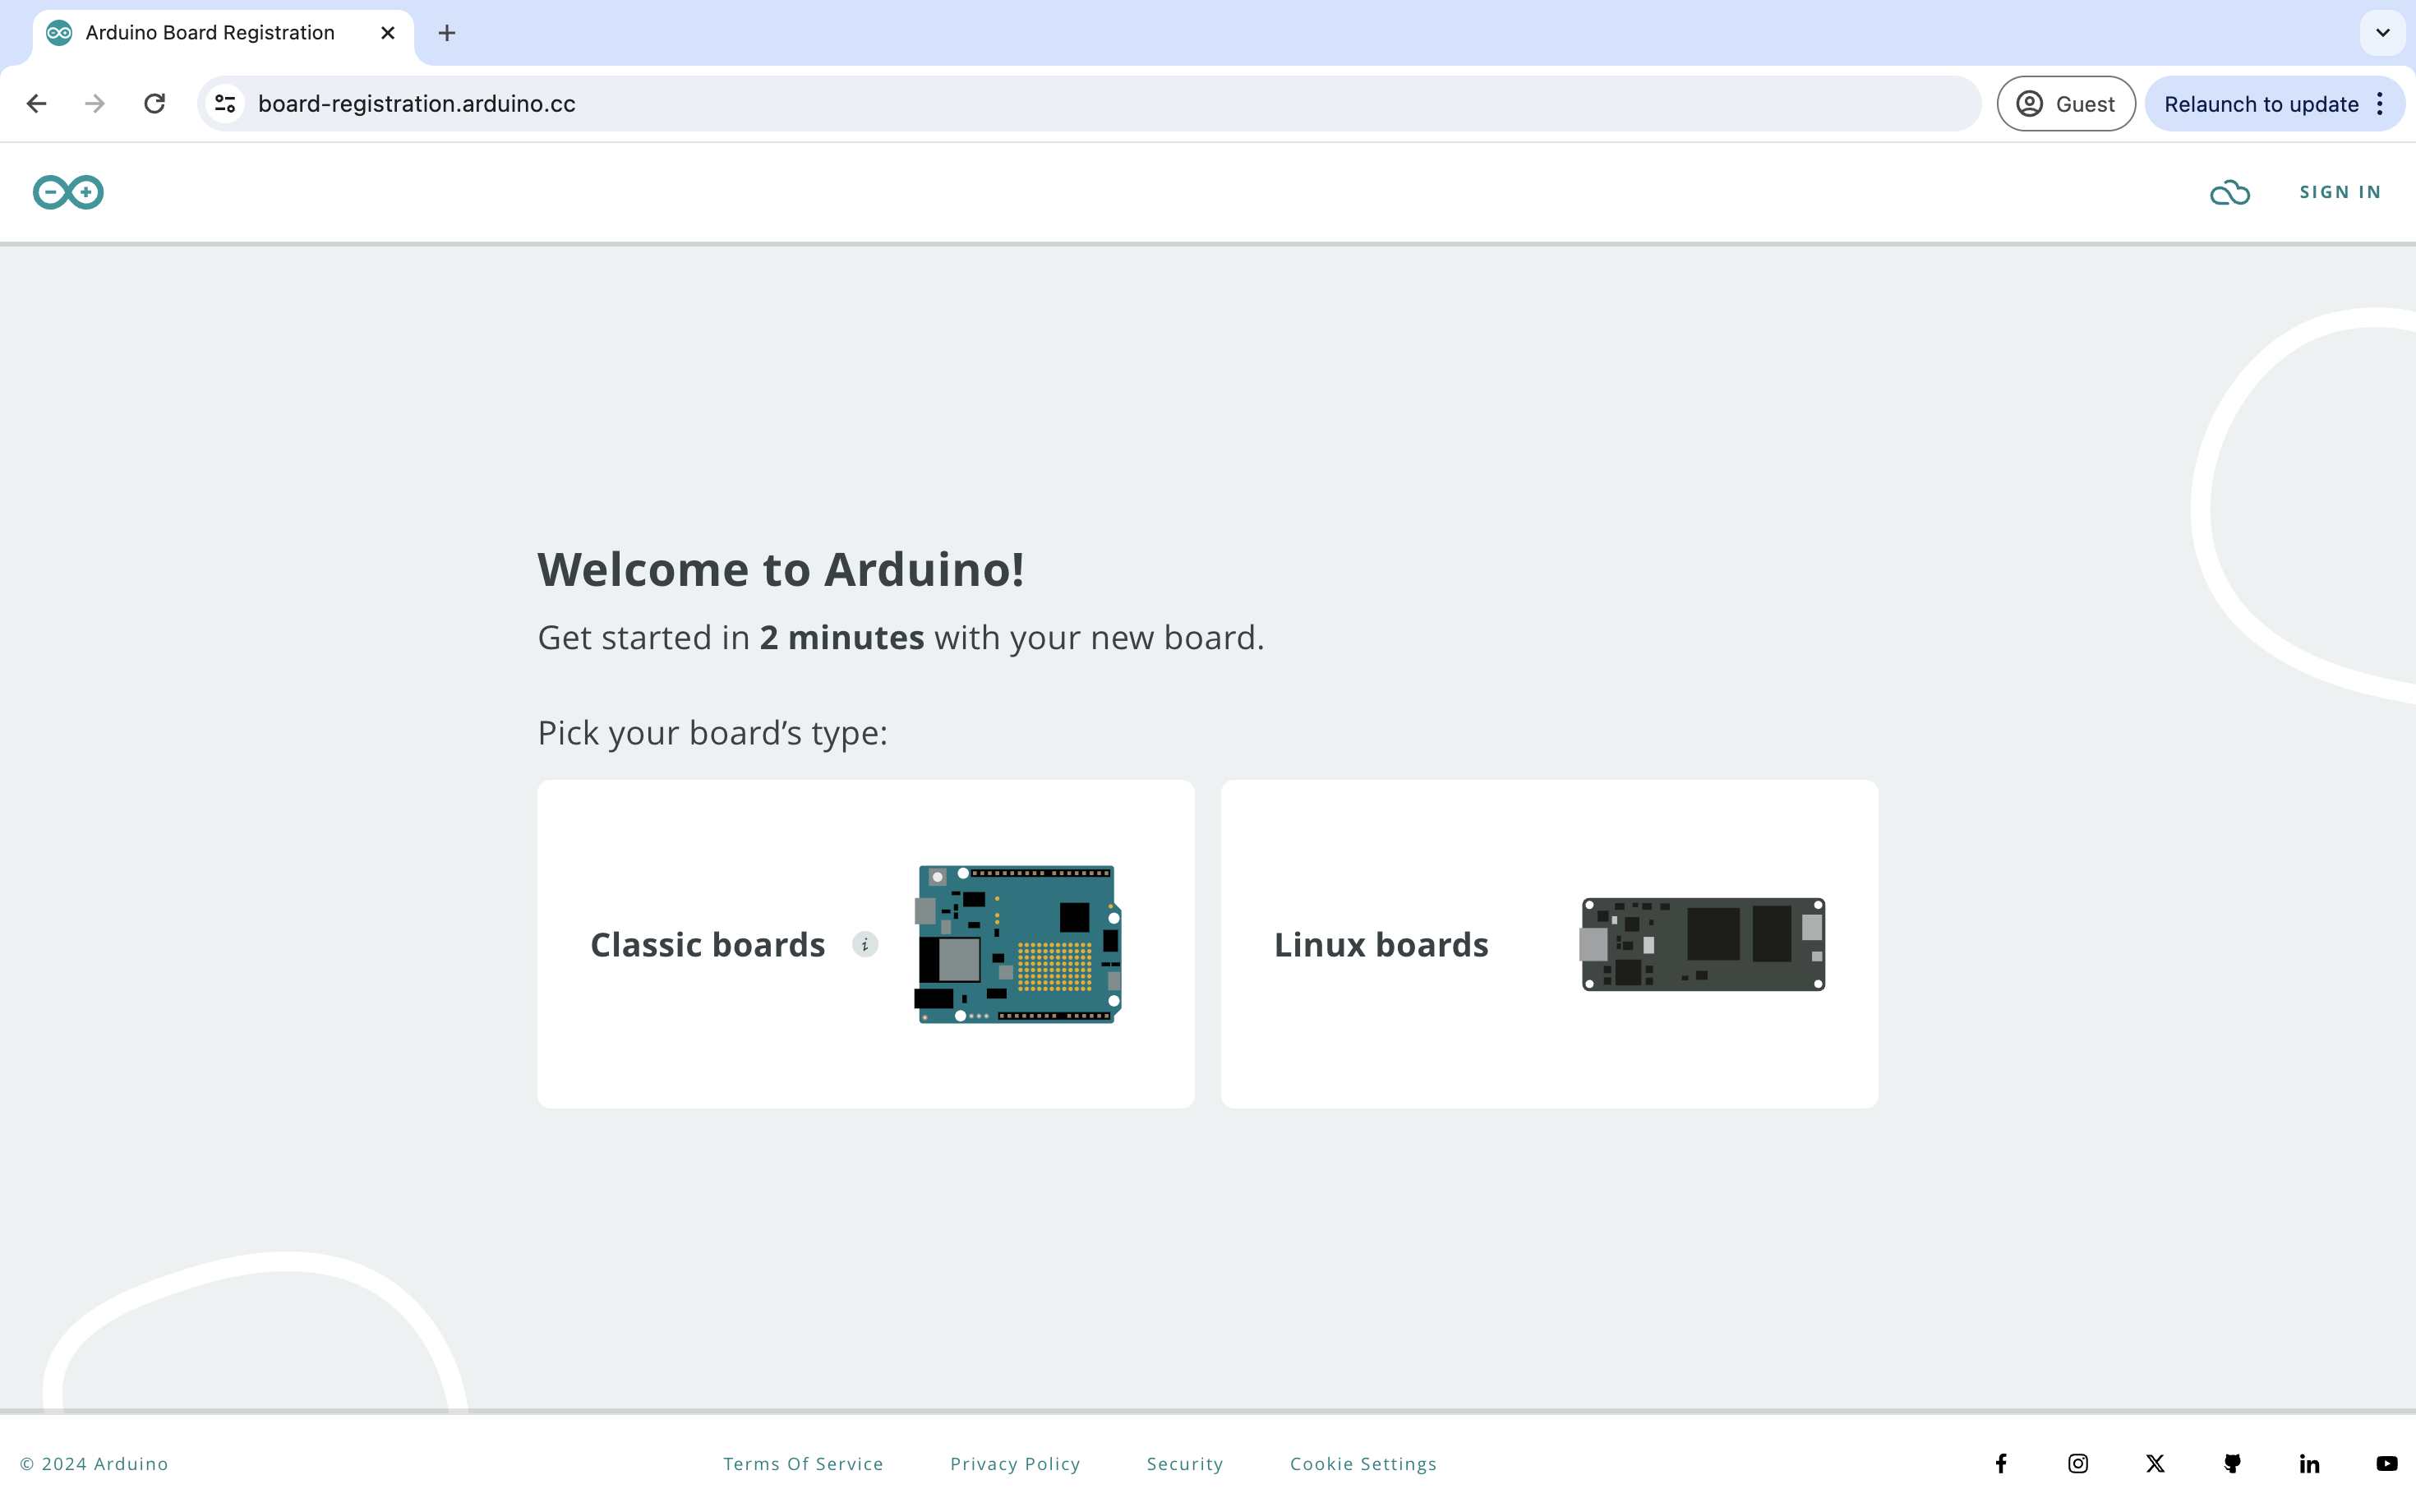 Arduino Board Registration
board-registration.arduino.cc
Guest
Relaunch to update
SIGN IN
Welcome to Arduino!
Get started in 2 minutes with your new board.
Pick your board’s type:
Classic boards i
Linux boards
© 2024 Arduino
Terms Of Service
Privacy Policy
Security
Cookie Settings